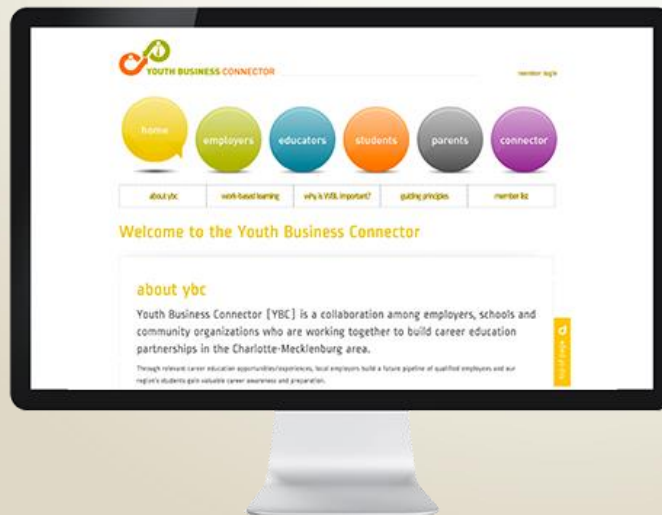 YOUTH BUSINESS CONNECTOR
member login
home
employers
educators
students
parents
connector
about ybc
work-based learning
why is WBL important?
guiding principles
member list
Welcome to the Youth Business Connector
about ybc
Youth Business Connector [YBC] is a collaboration among employers, schools and
community organizations who are working together to build career education
partnerships in the Charlotte-Mecklenburg area.
Through relevant career education opportunities/experiences, local employers build a future pipeline of qualified employees and our
region's students gain valuable career awareness and preparation.
top of page